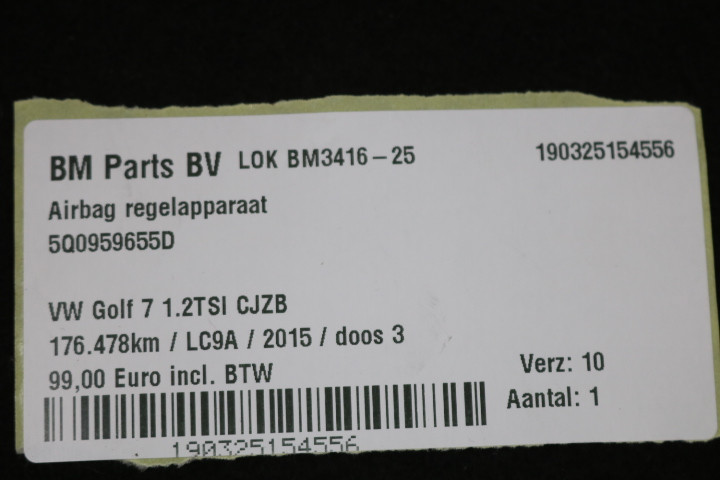 BM Parts BV LOK BM3416-25 190325154556
Airbag regelapparaat
5Q0959655D
VW Golf 7 1.2TSI CJZB
176.478km / LC9A / 2015 / doos 3
99,00 Euro incl. BTW
Verz: 10
Aantal: 1
190325154556